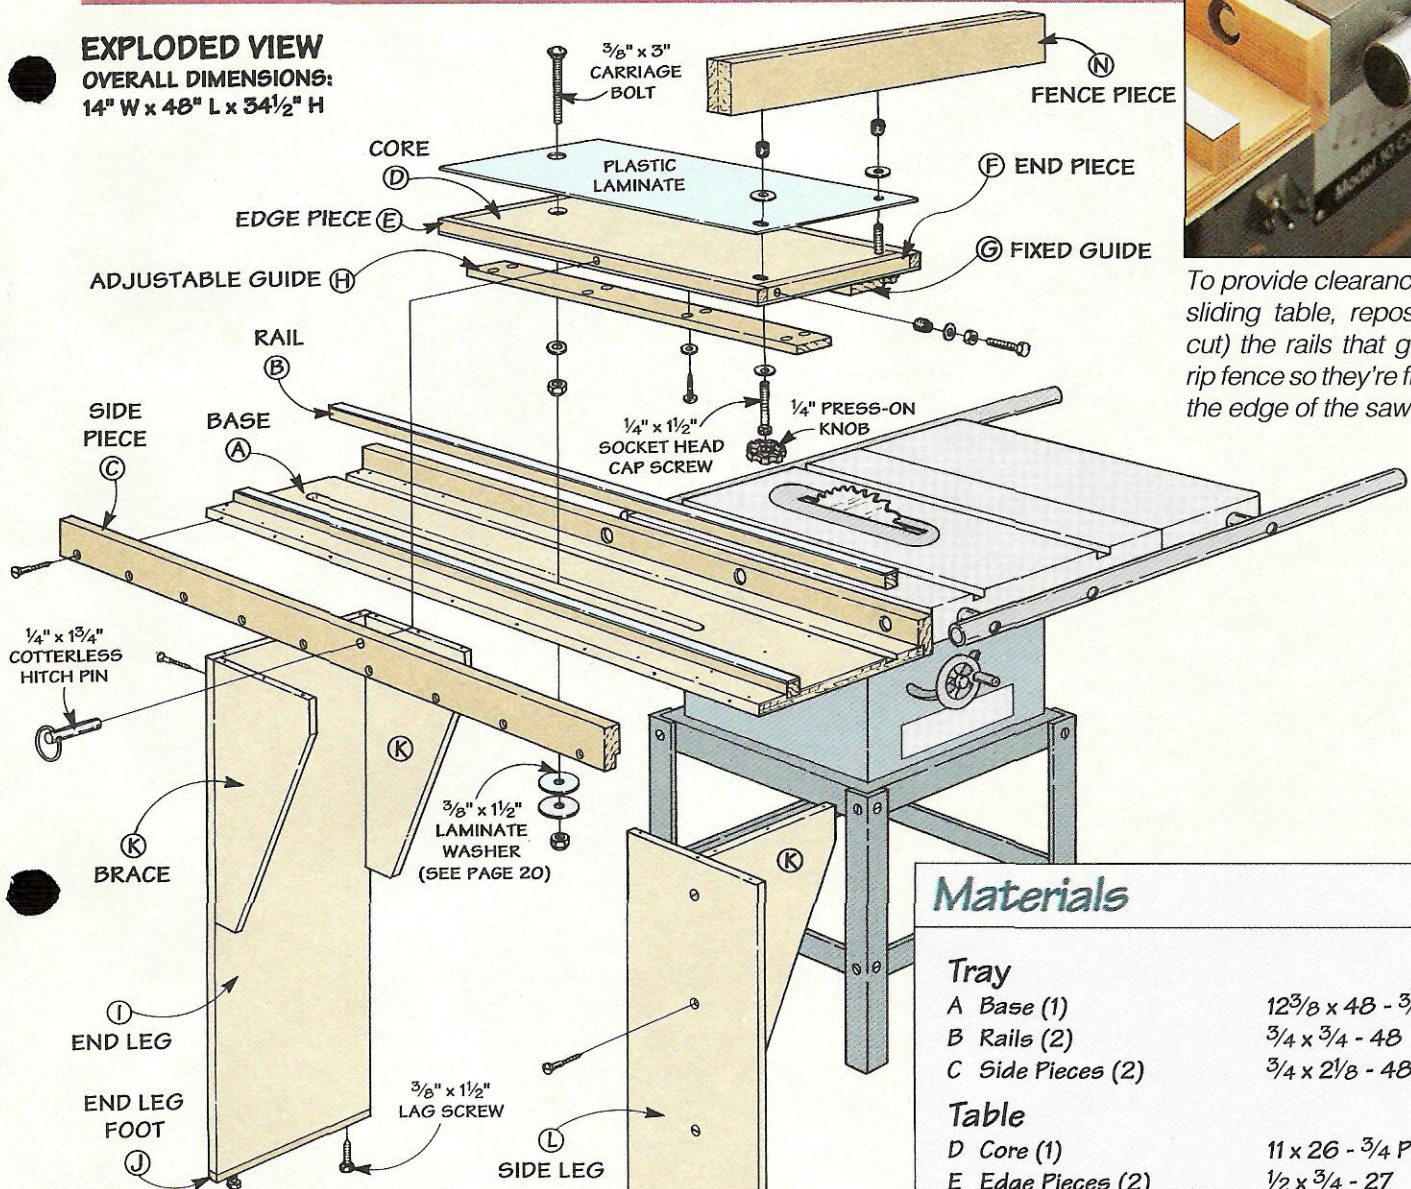 EXPLODED VIEW
OVERALL DIMENSIONS:
14" W x 48" L x 34½" H
3/8" x 3"
CARRIAGE
BOLT
N
FENCE PIECE
CORE
D
PLASTIC
LAMINATE
F END PIECE
EDGE PIECE E
G FIXED GUIDE
ADJUSTABLE GUIDE H
To provide clearanc
sliding table, repos
cut) the rails that g
rip fence so they're f
the edge of the saw
RAIL
B
SIDE
PIECE
C
BASE
A
¼" x 1½"
SOCKET HEAD
CAP SCREW
¼" PRESS-ON
KNOB
¼" x 1¾"
COTTERLESS
HITCH PIN
K
BRACE
K
3/8" x 1½"
LAMINATE
WASHER
(SEE PAGE 20)
K
I
END LEG
END LEG
FOOT
J
3/8" x 1½"
LAG SCREW
L
SIDE LEG
Materials
Tray
A Base (1) 12 3/8 x 48 - 3/
B Rails (2) 3/4 x 3/4 - 48
C Side Pieces (2) 3/4 x 2 1/8 - 48
Table
D Core (1) 11 x 26 - 3/4 P
E Edge Pieces (2) 1/2 x 3/4 - 27